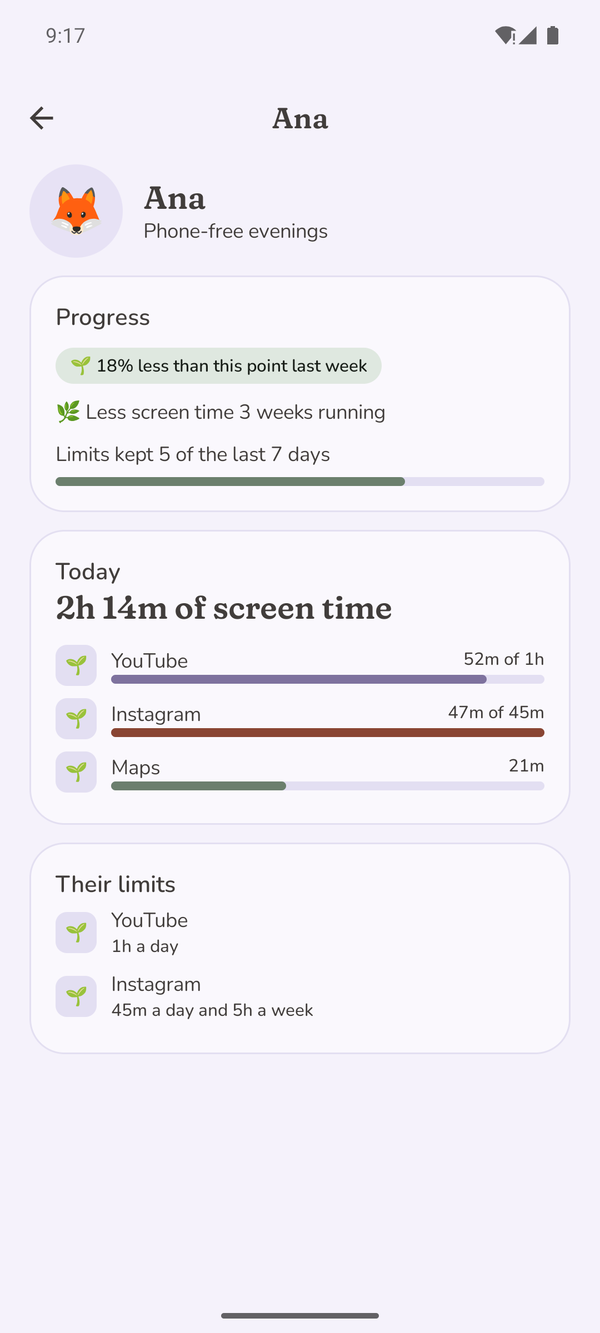 9:17
Ana
Ana
Phone-free evenings
Progress
🌱 18% less than this point last week
🌿 Less screen time 3 weeks running
Limits kept 5 of the last 7 days
Today
2h 14m of screen time
YouTube 52m of 1h
Instagram 47m of 45m
Maps 21m
Their limits
YouTube
1h a day
Instagram
45m a day and 5h a week